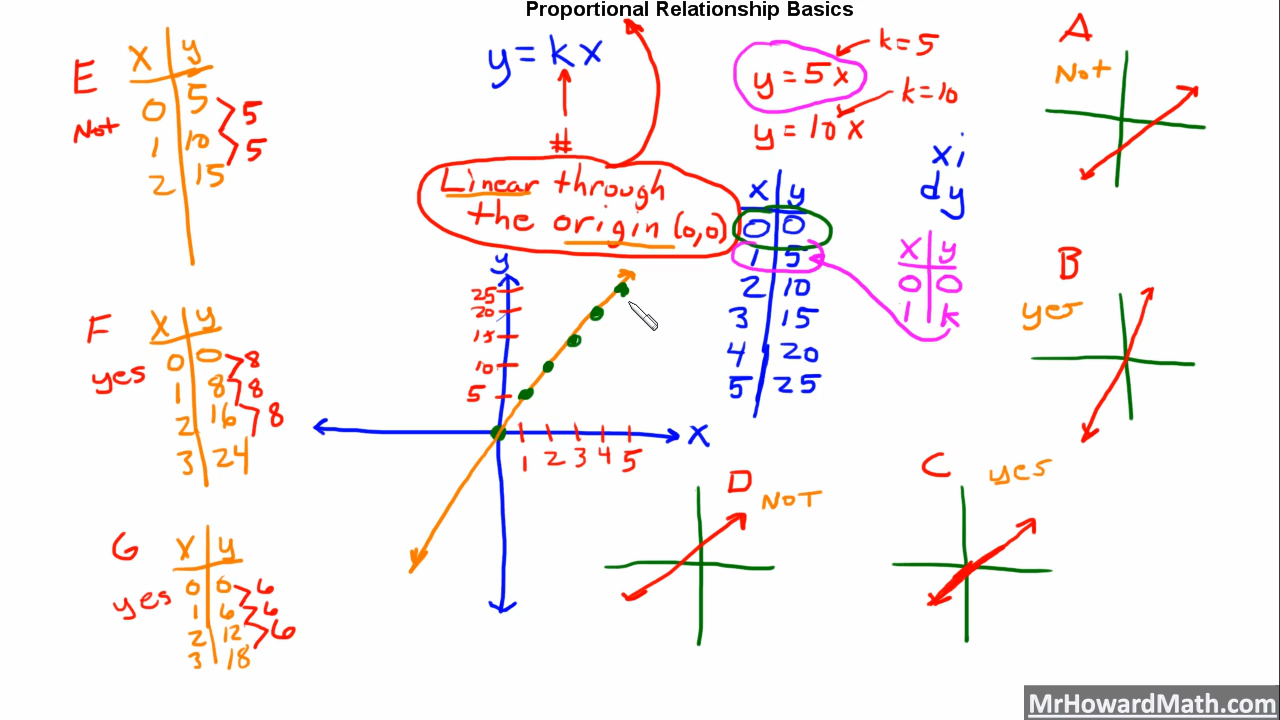 Proportional Relationship Basics
y = kx
#
Linear through
the origin (0,0)
y = 5x
k=5
y = 10x
k=10
E
Not
x y
0 5
1 10
2 15
5
5
F
yes
x y
0 0
1 8
2 16
3 24
8
8
8
G
yes
x y
0 0
1 6
2 12
3 18
6
6
6
y
25
20
15
10
5
x
1 2 3 4 5
x y
0 0
1 5
2 10
3 15
4 20
5 25
xi
dy
x y
0 0
1 k
A
Not
B
yes
C
yes
D
NOT
MrHowardMath.com